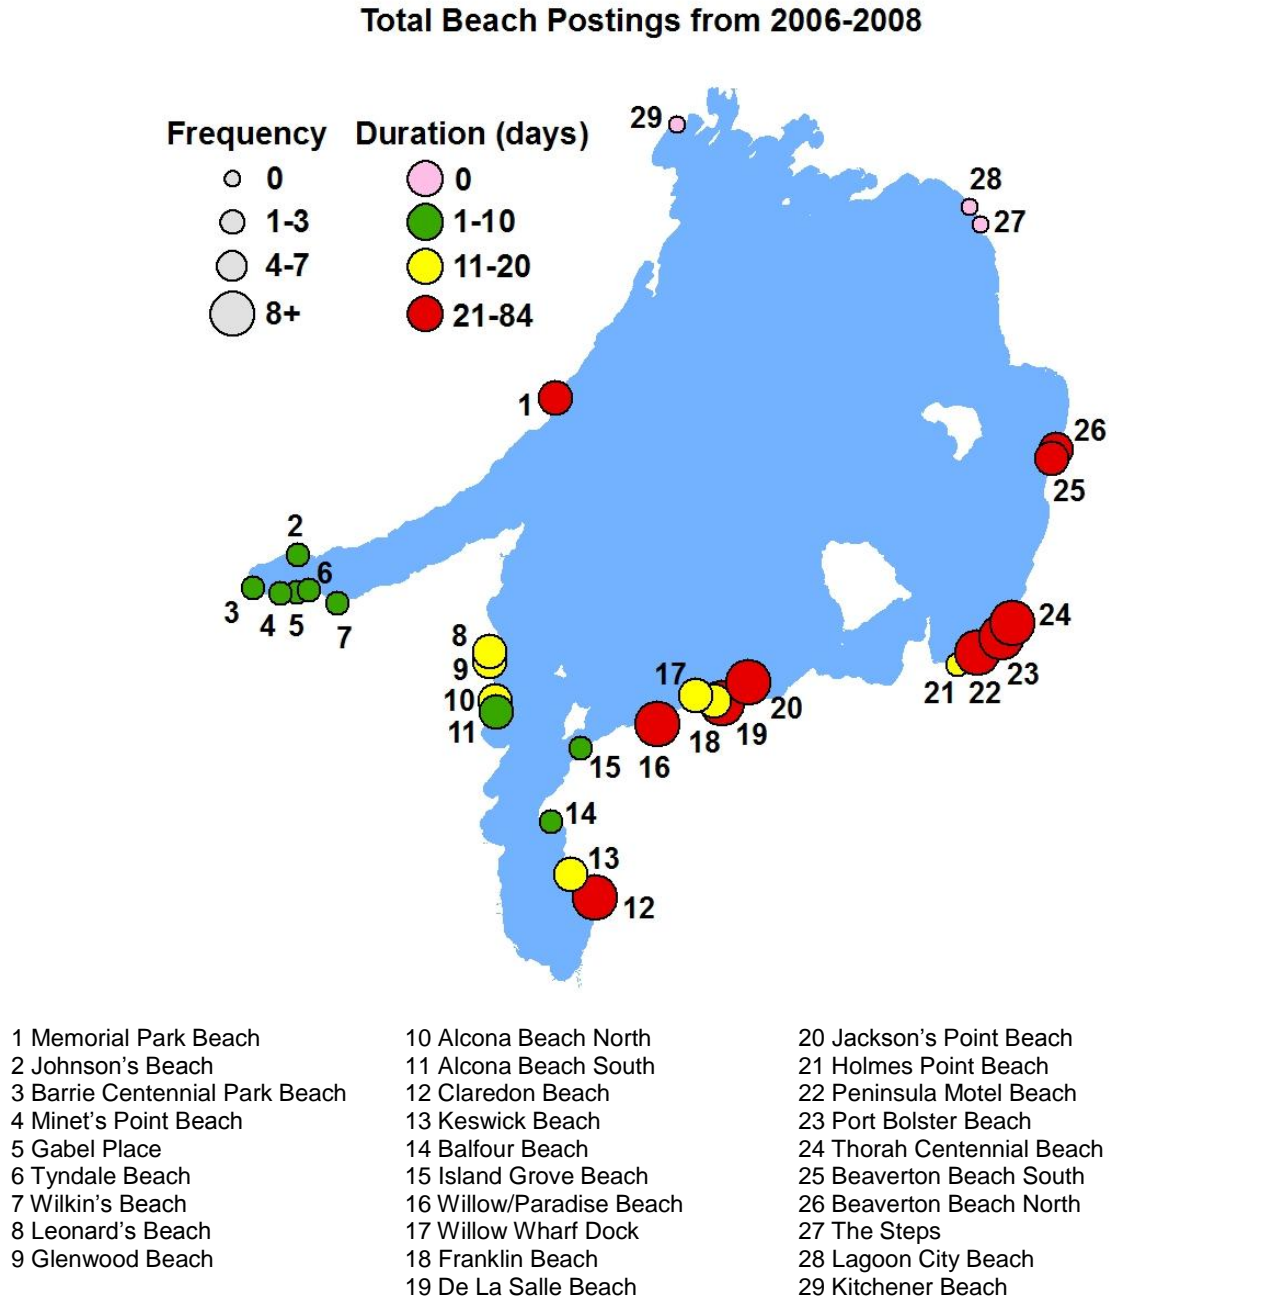 Total Beach Postings from 2006-2008
Frequency
0
1-3
4-7
8+
Duration (days)
0
1-10
11-20
21-84
29
28
27
1
26
25
2
6
3
4
5
7
8
9
10
11
17
24
23
21
22
20
19
18
16
15
14
13
12
1 Memorial Park Beach
2 Johnson's Beach
3 Barrie Centennial Park Beach
4 Minet's Point Beach
5 Gabel Place
6 Tyndale Beach
7 Wilkin's Beach
8 Leonard's Beach
9 Glenwood Beach
10 Alcona Beach North
11 Alcona Beach South
12 Claredon Beach
13 Keswick Beach
14 Balfour Beach
15 Island Grove Beach
16 Willow/Paradise Beach
17 Willow Wharf Dock
18 Franklin Beach
19 De La Salle Beach
20 Jackson's Point Beach
21 Holmes Point Beach
22 Peninsula Motel Beach
23 Port Bolster Beach
24 Thorah Centennial Beach
25 Beaverton Beach South
26 Beaverton Beach North
27 The Steps
28 Lagoon City Beach
29 Kitchener Beach